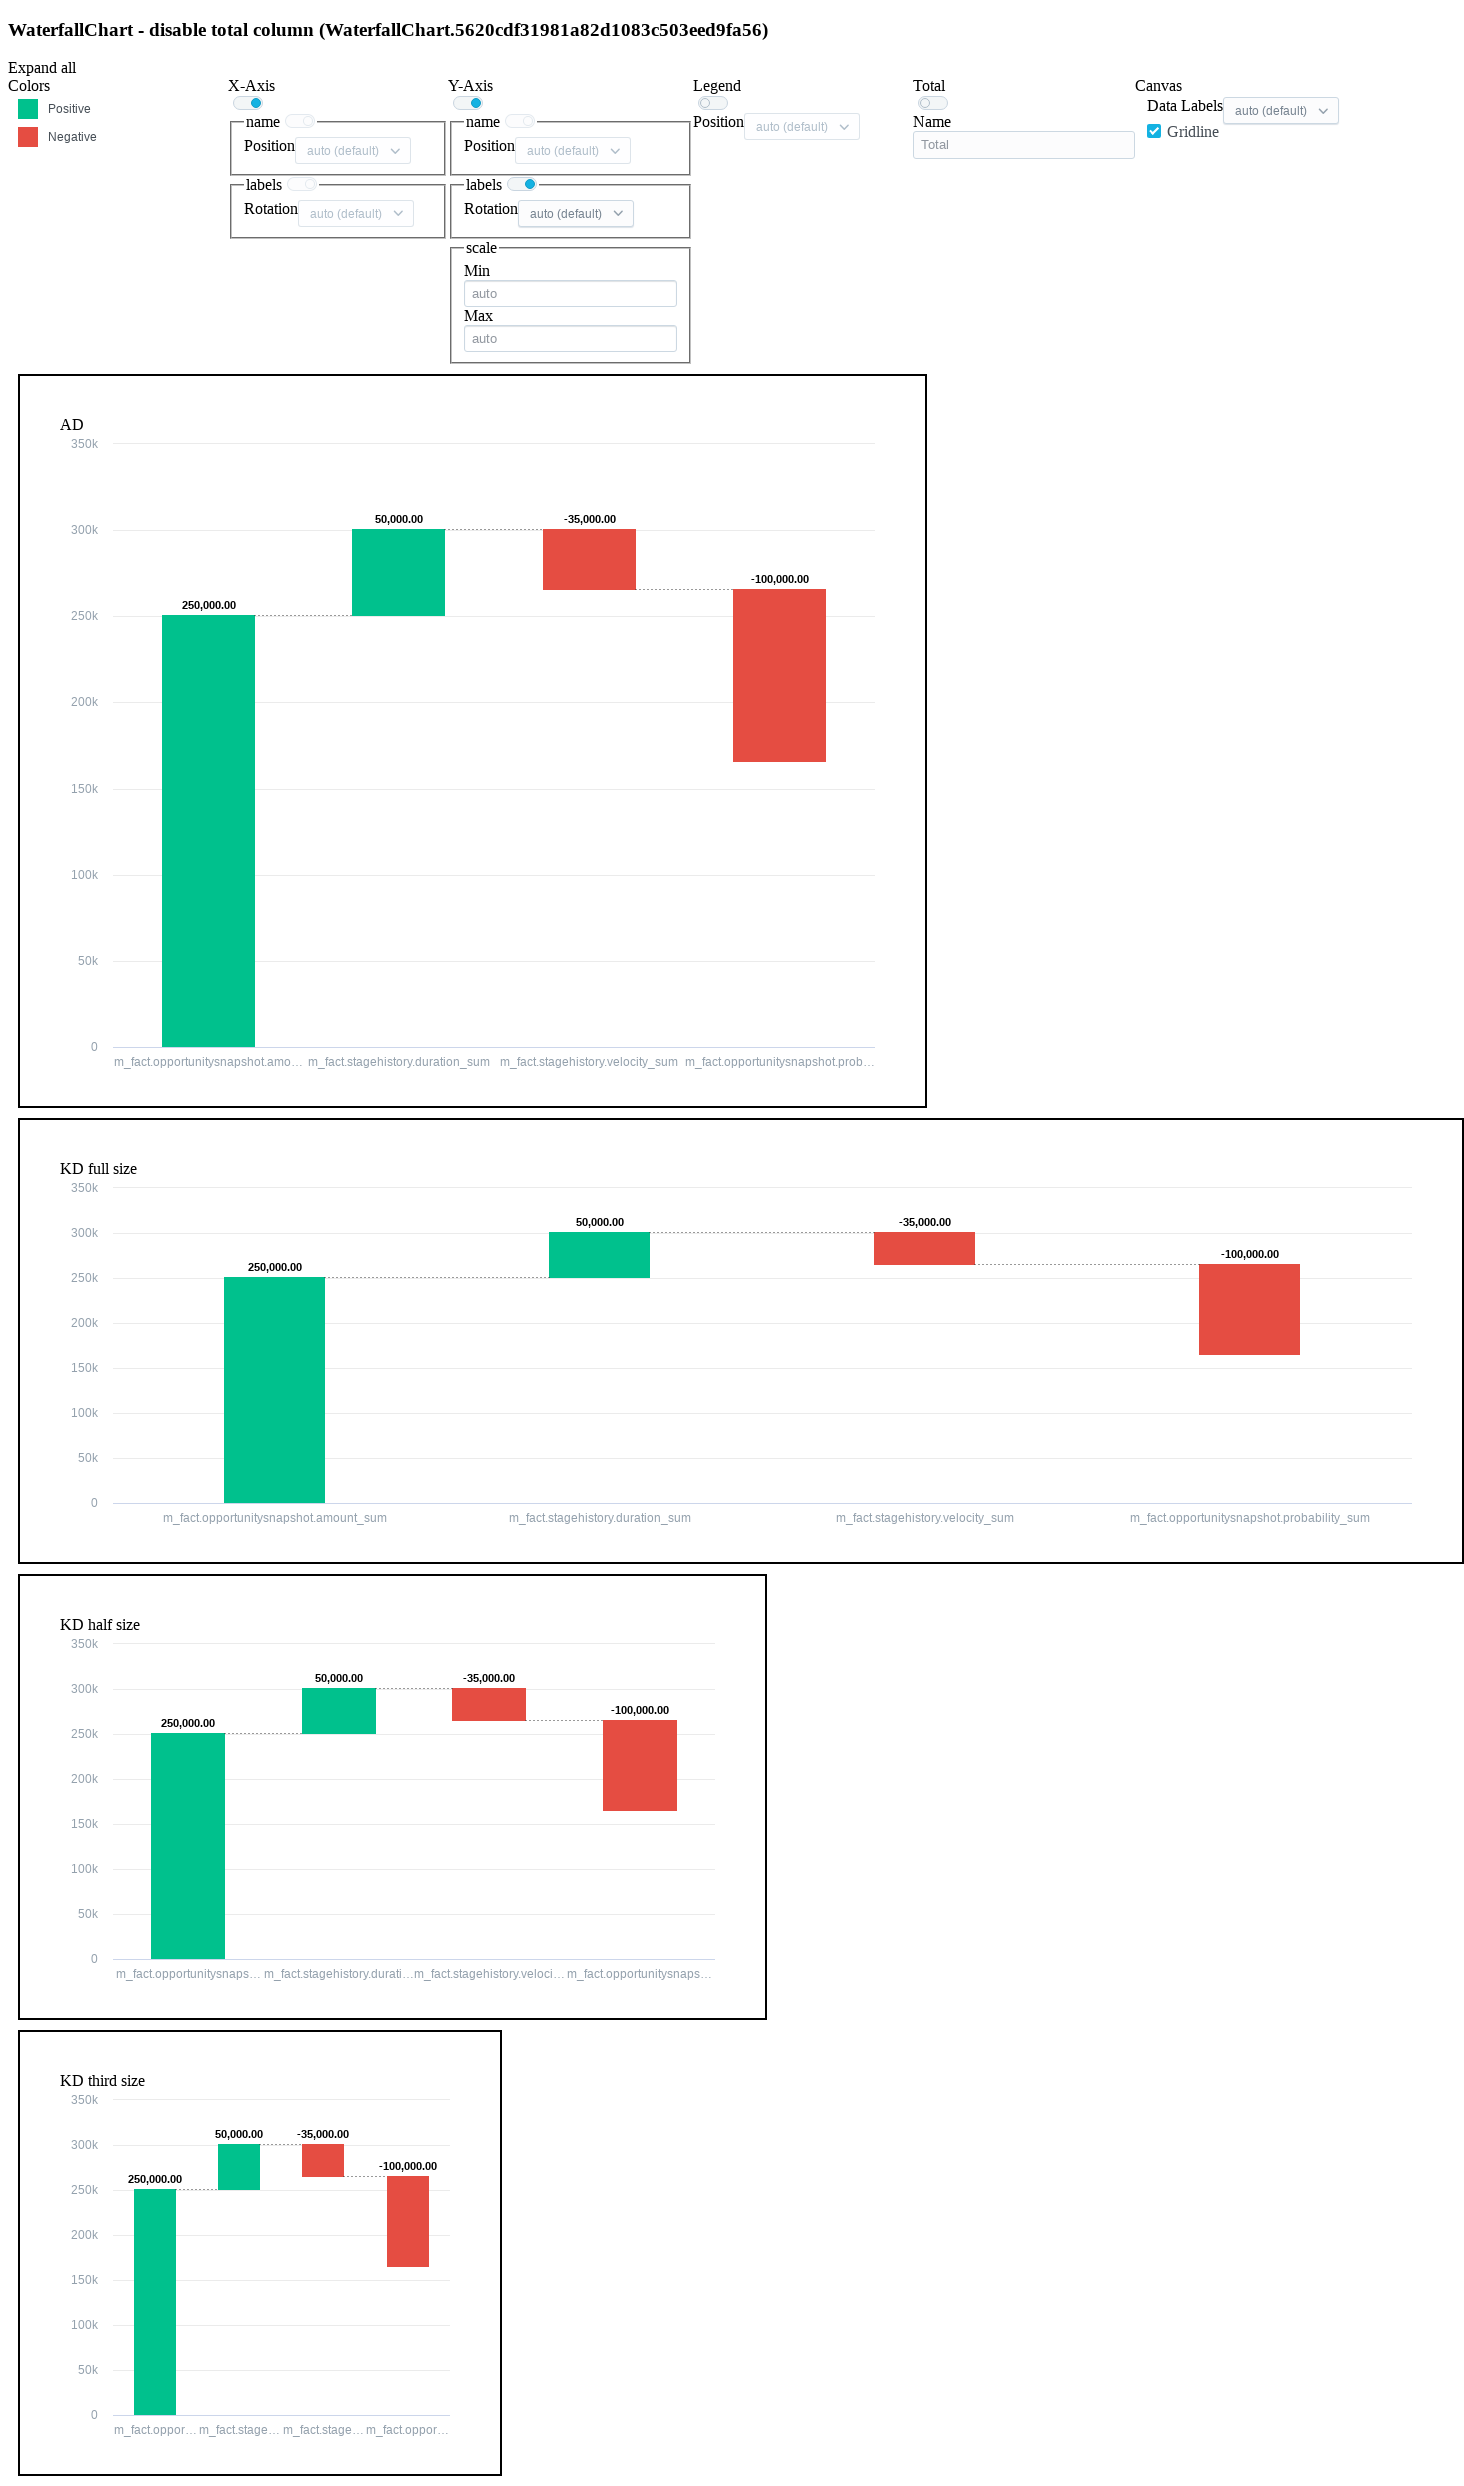 WaterfallChart - disable total column (WaterfallChart.5620cdf31981a82d1083c503eed9fa56)
Expand all
Colors
Positive
Negative
X-Axis
name
Position auto (default)
labels
Rotation auto (default)
Y-Axis
name
Position auto (default)
labels
Rotation auto (default)
scale
Min
auto
Max
auto
Legend
Position auto (default)
Total
Name
Total
Canvas
Data Labels auto (default)
Gridline
AD
350k
300k
250k
200k
150k
100k
50k
0
250,000.00
50,000.00
-35,000.00
-100,000.00
m_fact.opportunitysnapshot.amo… m_fact.stagehistory.duration_sum m_fact.stagehistory.velocity_sum m_fact.opportunitysnapshot.prob…
KD full size
350k
300k
250k
200k
150k
100k
50k
0
250,000.00
50,000.00
-35,000.00
-100,000.00
m_fact.opportunitysnapshot.amount_sum m_fact.stagehistory.duration_sum m_fact.stagehistory.velocity_sum m_fact.opportunitysnapshot.probability_sum
KD half size
350k
300k
250k
200k
150k
100k
50k
0
250,000.00
50,000.00
-35,000.00
-100,000.00
m_fact.opportunitysnaps… m_fact.stagehistory.durati… m_fact.stagehistory.veloci… m_fact.opportunitysnaps…
KD third size
350k
300k
250k
200k
150k
100k
50k
0
250,000.00
50,000.00
-35,000.00
-100,000.00
m_fact.oppor… m_fact.stage… m_fact.stage… m_fact.oppor…